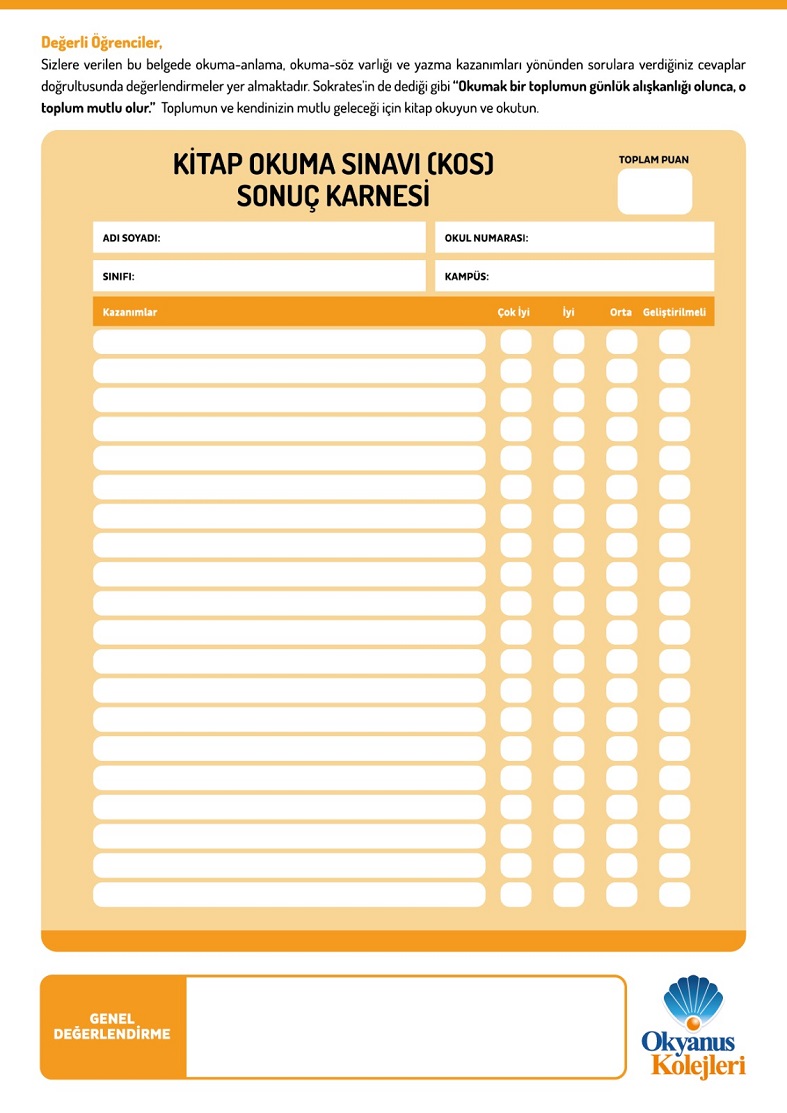 Değerli Öğrenciler,
Sizlere verilen bu belgede okuma-anlama, okuma-söz varlığı ve yazma kazanımları yönünden sorulara verdiğiniz cevaplar
doğrultusunda değerlendirmeler yer almaktadır. Sokrates'in de dediği gibi “Okumak bir toplumun günlük alışkanlığı olunca, o
toplum mutlu olur.” Toplumun ve kendinizin mutlu geleceği için kitap okuyun ve okutun.
KİTAP OKUMA SINAVI (KOS)
SONUÇ KARNESİ
TOPLAM PUAN
ADI SOYADI:
OKUL NUMARASI:
SINIFI:
KAMPÜS:
Kazanımlar Çok İyi İyi Orta Geliştirilmeli
GENEL
DEĞERLENDİRME
Okyanus
Kolejleri